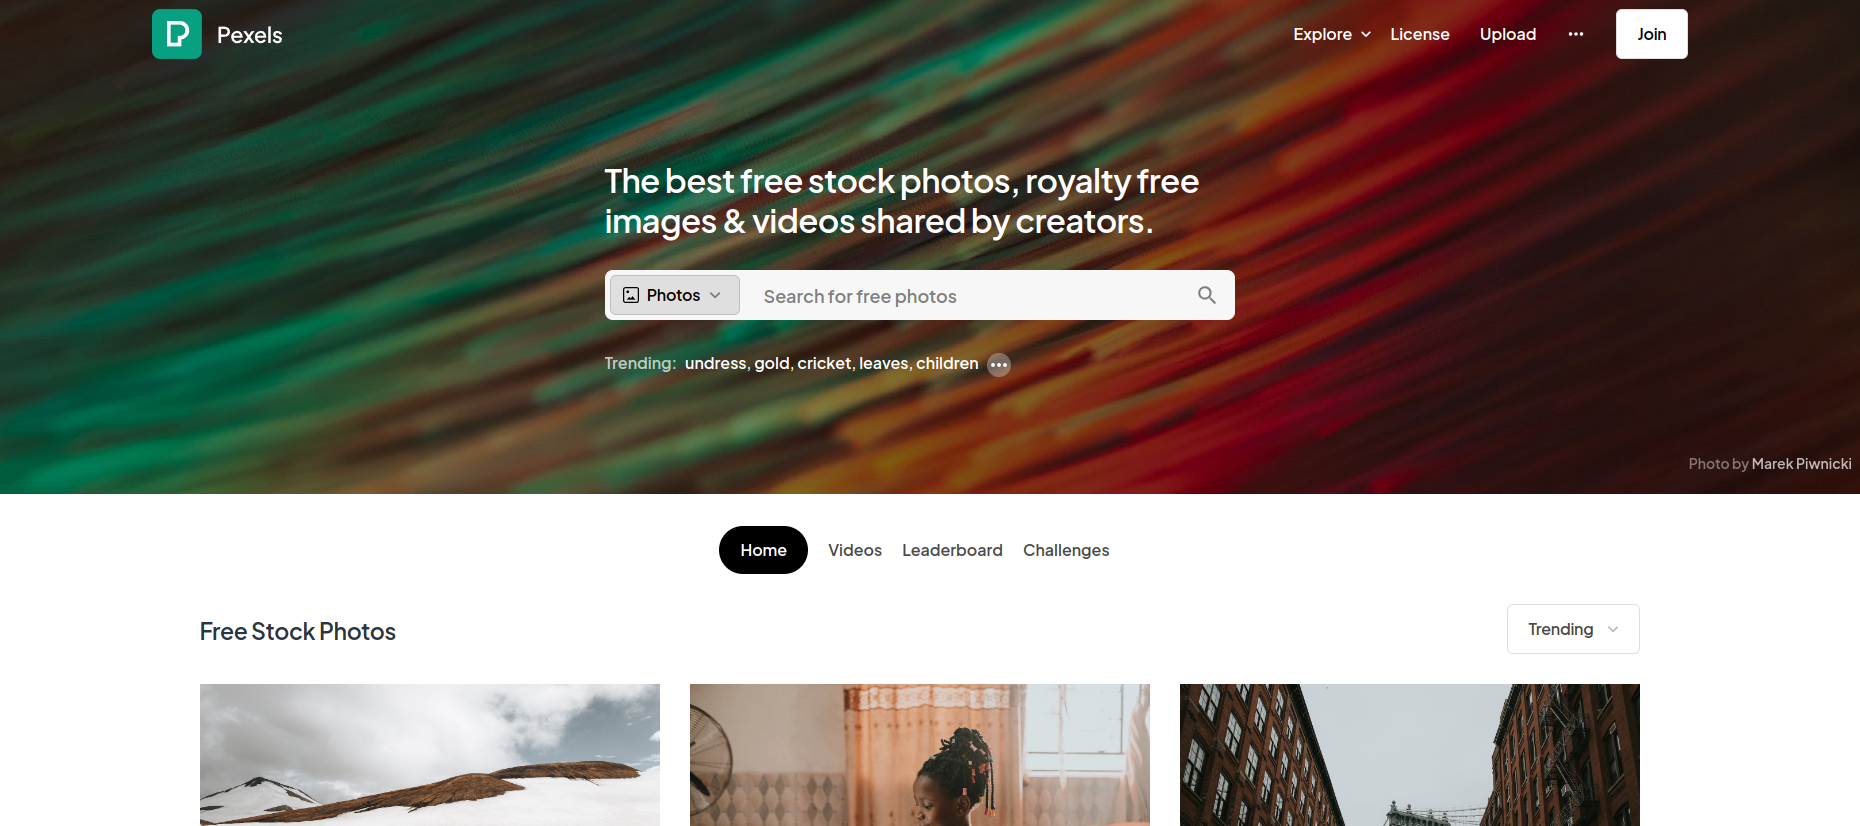 Pexels
Explore License Upload Join
The best free stock photos, royalty free
images & videos shared by creators.
Photos Search for free photos
Trending: undress, gold, cricket, leaves, children
Photo by Marek Piwnicki
Home Videos Leaderboard Challenges
Free Stock Photos
Trending